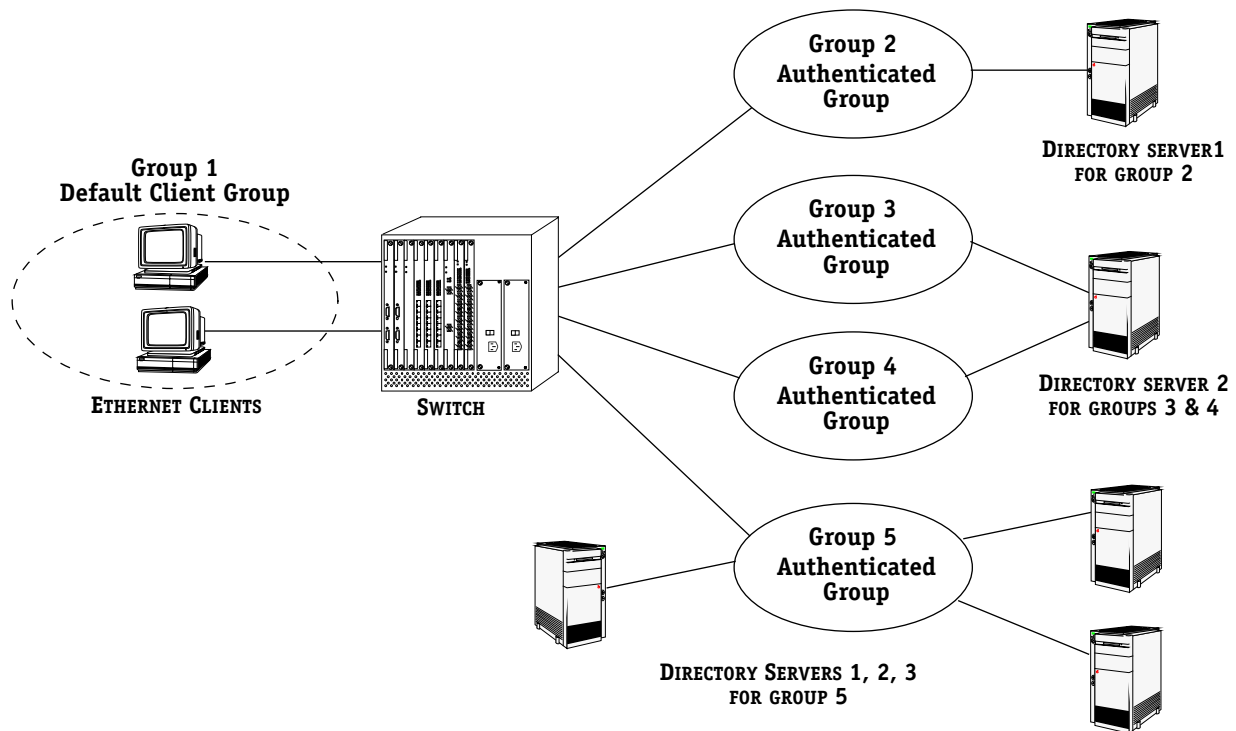 Group 2
Authenticated
Group
DIRECTORY SERVER1
FOR GROUP 2
Group 1
Default Client Group
Group 3
Authenticated
Group
ETHERNET CLIENTS
SWITCH
Group 4
Authenticated
Group
DIRECTORY SERVER 2
FOR GROUPS 3 & 4
Group 5
Authenticated
Group
DIRECTORY SERVERS 1, 2, 3
FOR GROUP 5